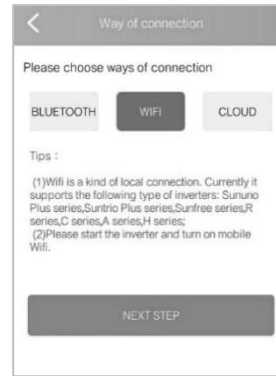 Way of connection
Please choose ways of connection
BLUETOOTH WIFI CLOUD
Tips :
(1)Wifi is a kind of local connection. Currently it
supports the following type of inverters: Sununo
Plus series,Suntrio Plus series,Sunfree series,R
series,C series,A series,H series;
(2)Please start the inverter and turn on mobile
Wifi.
NEXT STEP